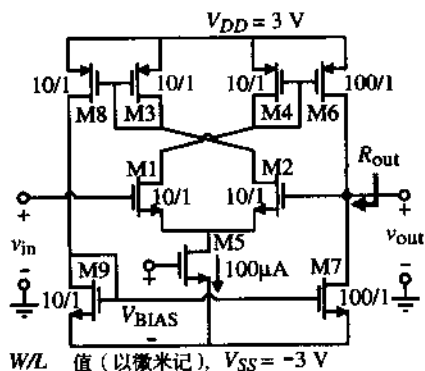 V_DD = 3 V
10/1 10/1 10/1 100/1
M8 M3 M4 M6
M1 M2 R_out
10/1 10/1
+ +
v_in M5 v_out
100μA
- + -
M9 M7
10/1 V_BIAS 100/1
W/L 值（以微米记）, V_SS = -3 V